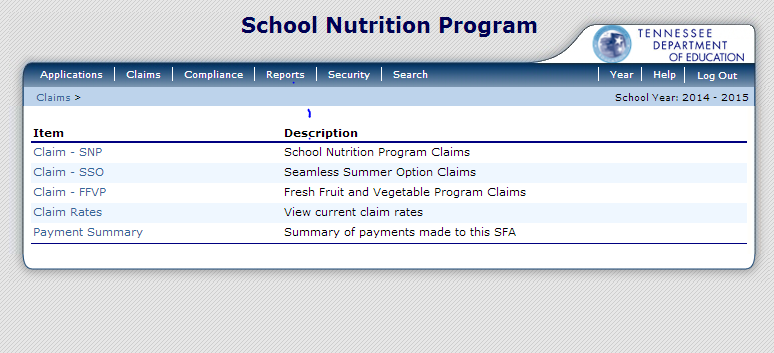 School Nutrition Program
TENNESSEE
DEPARTMENT
OF EDUCATION
Applications Claims Compliance Reports Security Search Year Help Log Out
Claims > School Year: 2014 - 2015
Item Description
Claim - SNP School Nutrition Program Claims
Claim - SSO Seamless Summer Option Claims
Claim - FFVP Fresh Fruit and Vegetable Program Claims
Claim Rates View current claim rates
Payment Summary Summary of payments made to this SFA